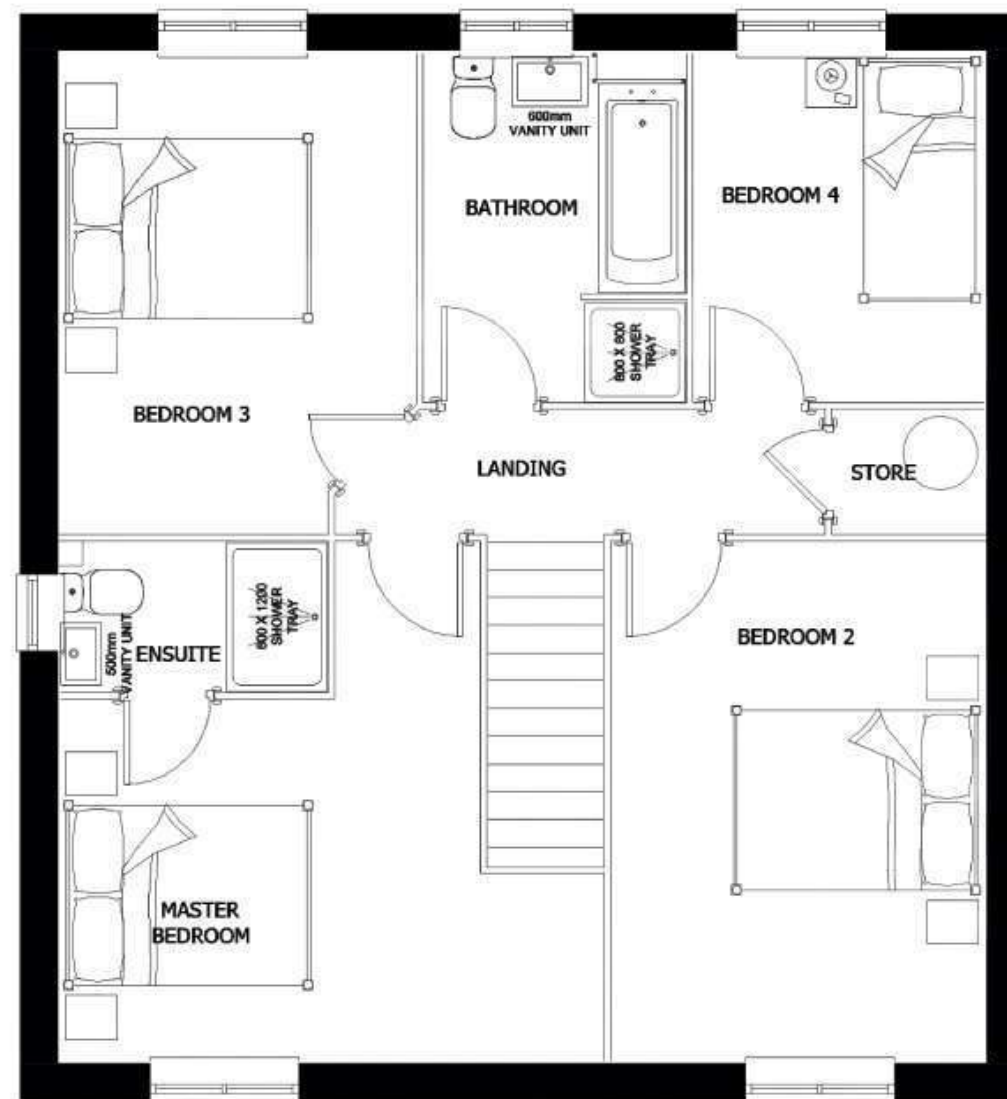 600mm
VANITY UNIT
BATHROOM
BEDROOM 4
800 X 800
SHOWER
TRAY
BEDROOM 3
LANDING
STORE
800 X 1200
SHOWER
TRAY
500mm
VANITY UNIT
ENSUITE
BEDROOM 2
MASTER
BEDROOM